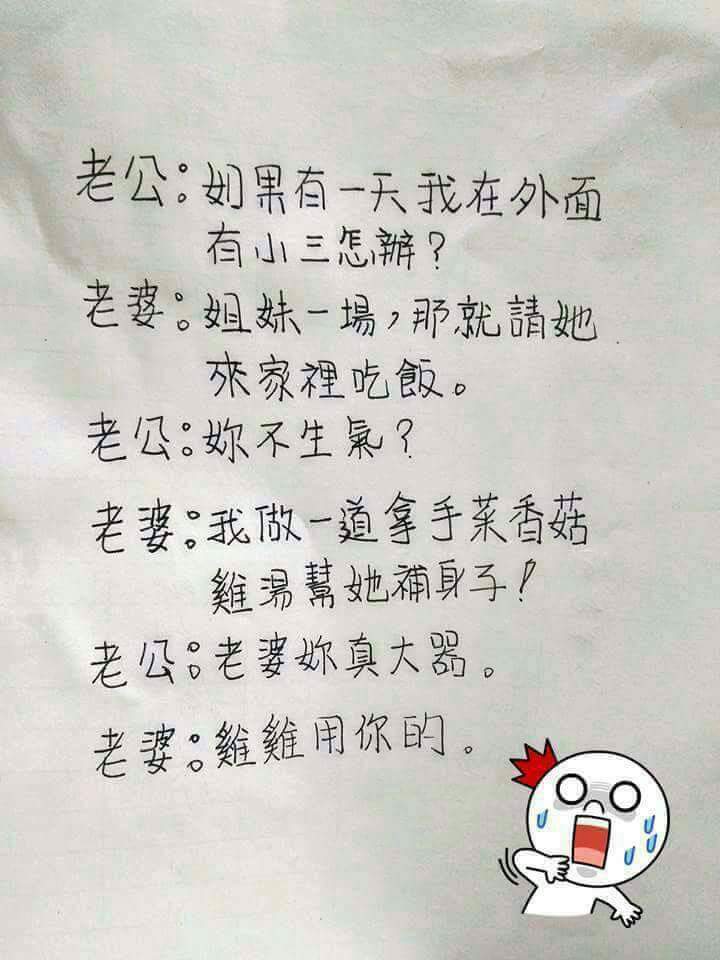 老公：如果有一天我在外面
有小三怎辦？
老婆：姐妹一場，那就請她
來家裡吃飯。
老公：妳不生氣？
老婆：我做一道拿手菜香菇
雞湯幫她補身子！
老公：老婆妳真大器。
老婆：雞雞用你的。